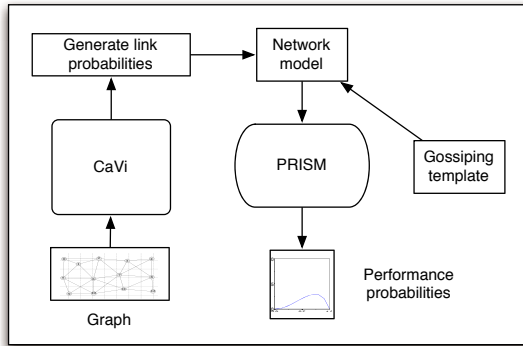 Generate link
probabilities
Network
model
CaVi
PRISM
Gossiping
template
Graph
Performance
probabilities